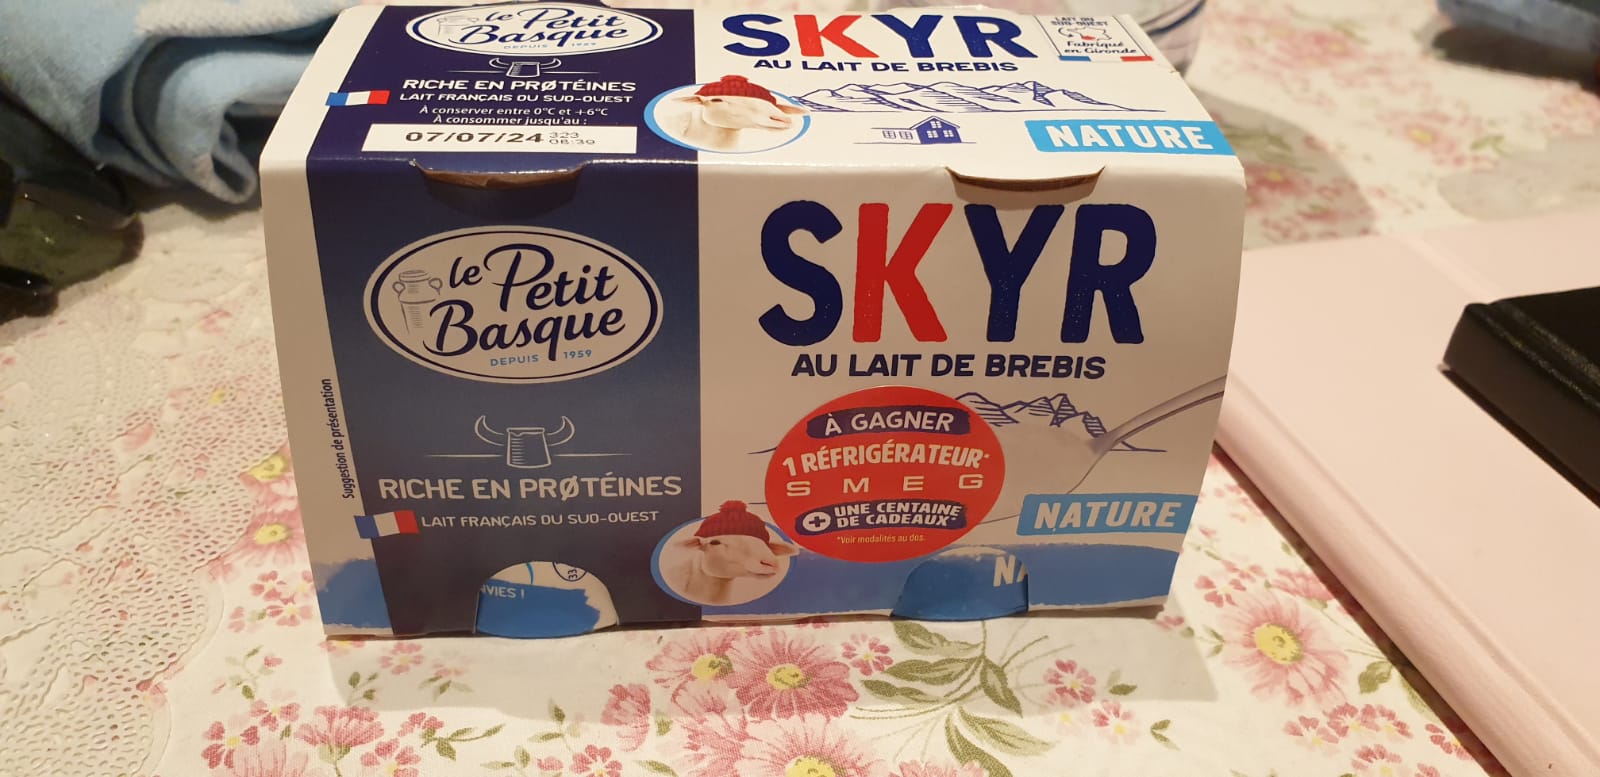 le Petit
Basque
DEPUIS 1959
RICHE EN PRØTÉINES
LAIT FRANÇAIS DU SUD-OUEST
À conserver entre 0°C et +6°C
À consommer jusqu'au :
07/07/24 323
08:39
SKYR
AU LAIT DE BREBIS
LAIT DU
SUD-OUEST
Fabriqué
en Gironde
NATURE
le Petit
Basque
DEPUIS 1959
RICHE EN PRØTÉINES
LAIT FRANÇAIS DU SUD-OUEST
Suggestion de présentation
SKYR
AU LAIT DE BREBIS
À GAGNER
1 RÉFRIGÉRATEUR*
SMEG
+ UNE CENTAINE
DE CADEAUX*
*Voir modalités au dos.
NATURE
NVIES !
33
NA